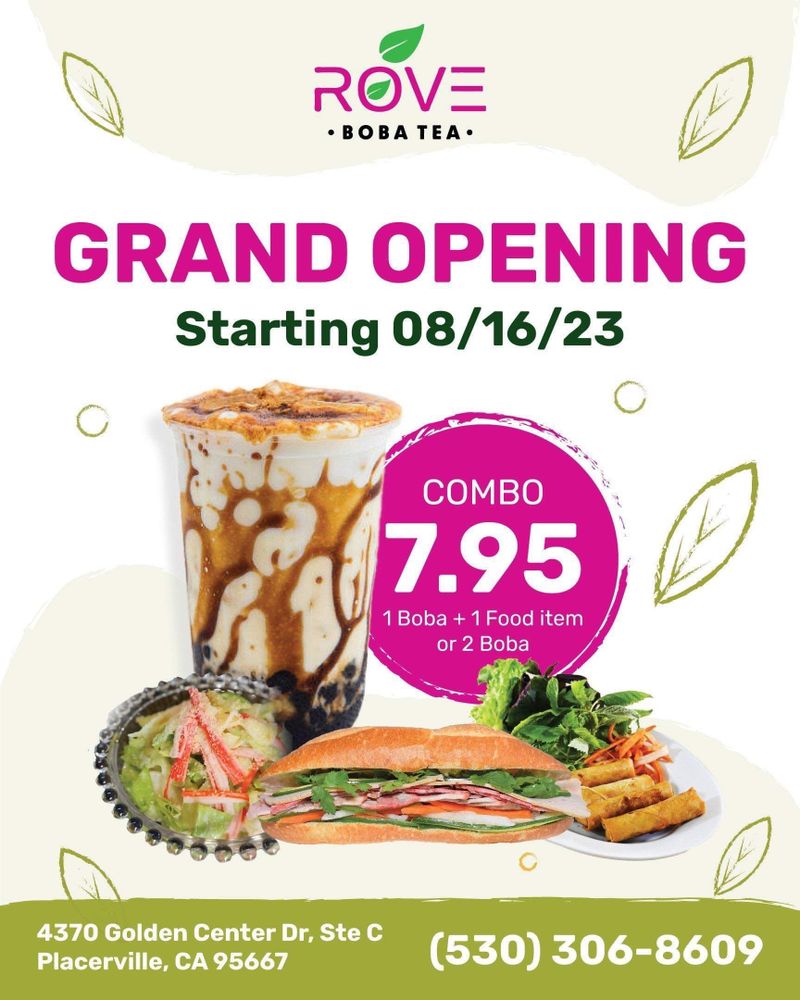 ROVE
• BOBA TEA •
GRAND OPENING
Starting 08/16/23
COMBO
7.95
1 Boba + 1 Food item
or 2 Boba
4370 Golden Center Dr, Ste C
Placerville, CA 95667
(530) 306-8609